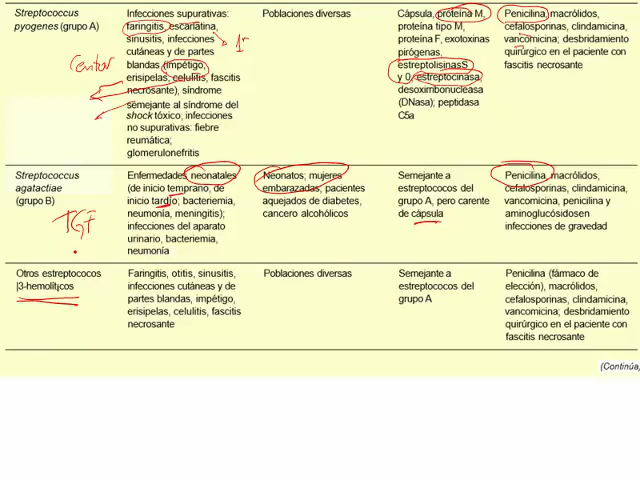 Streptococcus
pyogenes (grupo A)
Infecciones supurativas:
faringitis, escarlatina,
sinusitis, infecciones
cutáneas y de partes
blandas (impétigo,
erisipelas, celulitis, fascitis
necrosante), síndrome
semejante al síndrome del
shock tóxico; infecciones
no supurativas: fiebre
reumática;
glomerulonefritis
Poblaciones diversas
Cápsula, proteína M,
proteína tipo M,
proteína F, exotoxinas
pirógenas,
estreptolisinasS
y 0, estreptocinasa,
desoxirribonucleasa
(DNasa); peptidasa
C5a
Penicilina, macrólidos,
cefalosporinas, clindamicina,
vancomicina; desbridamiento
quirúrgico en el paciente con
fascitis necrosante
Centor
Streptococcus
agatactiae
(grupo B)
Enfermedades neonatales
(de inicio temprano, de
inicio tardío; bacteriemia,
neumonía, meningitis);
infecciones del aparato
urinario, bacteriemia,
neumonía
Neonatos; mujeres
embarazadas; pacientes
aquejados de diabetes,
cancero alcohólicos
Semejante a
estreptococos del
grupo A, pero carente
de cápsula
Penicilina, macrólidos,
cefalosporinas, clindamicina,
vancomicina, penicilina y
aminoglucósidosen
infecciones de gravedad
Otros estreptococos
|3-hemolít¡cos
Faringitis, otitis, sinusitis,
infecciones cutáneas y de
partes blandas, impétigo,
erisipelas, celulitis, fascitis
necrosante
Poblaciones diversas
Semejante a
estreptococos del
grupo A
Penicilina (fármaco de
elección), macrólidos,
cefalosporinas, clindamicina,
vancomicina; desbridamiento
quirúrgico en el paciente con
fascitis necrosante
(Continúa,